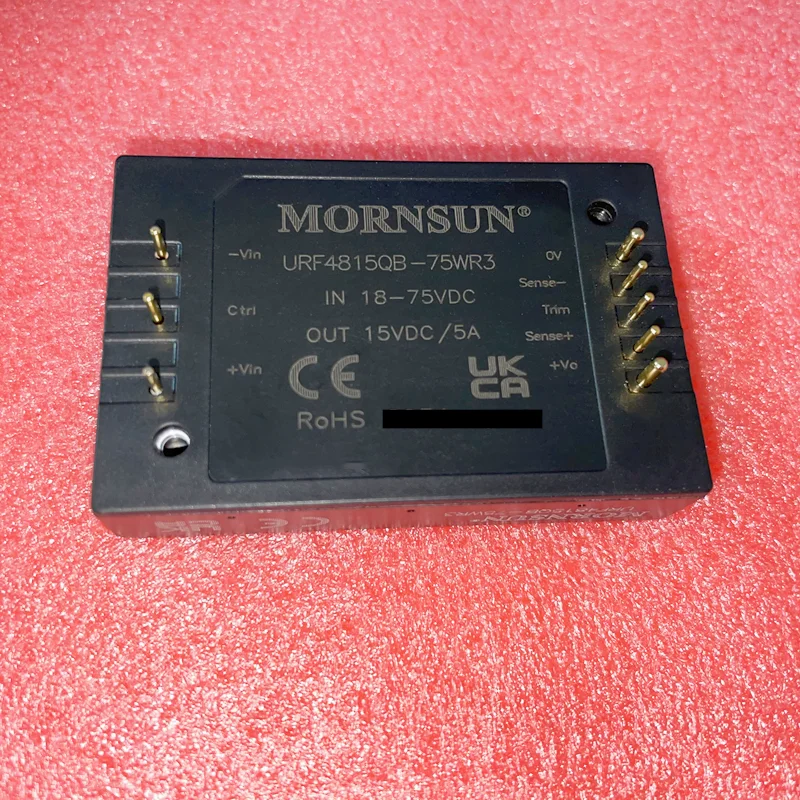 MORNSUN®
URF4815QB-75WR3
IN 18-75VDC
OUT 15VDC/5A
CE
UK
CA
RoHS
-Vin
Ctrl
+Vin
0V
Sense-
Trim
Sense+
+Vo